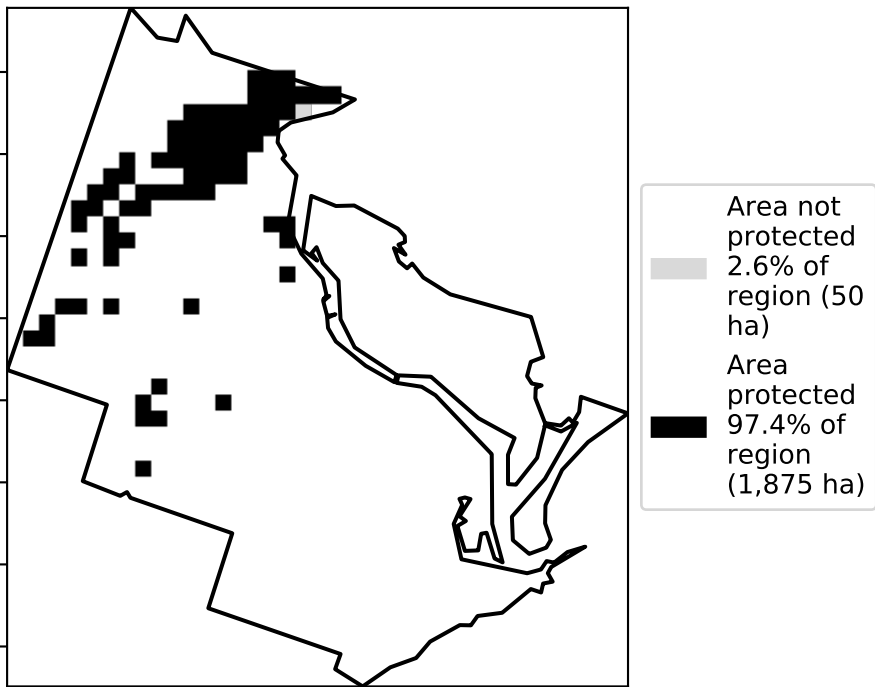 Area not
protected
2.6% of
region (50
ha)
Area
protected
97.4% of
region
(1,875 ha)